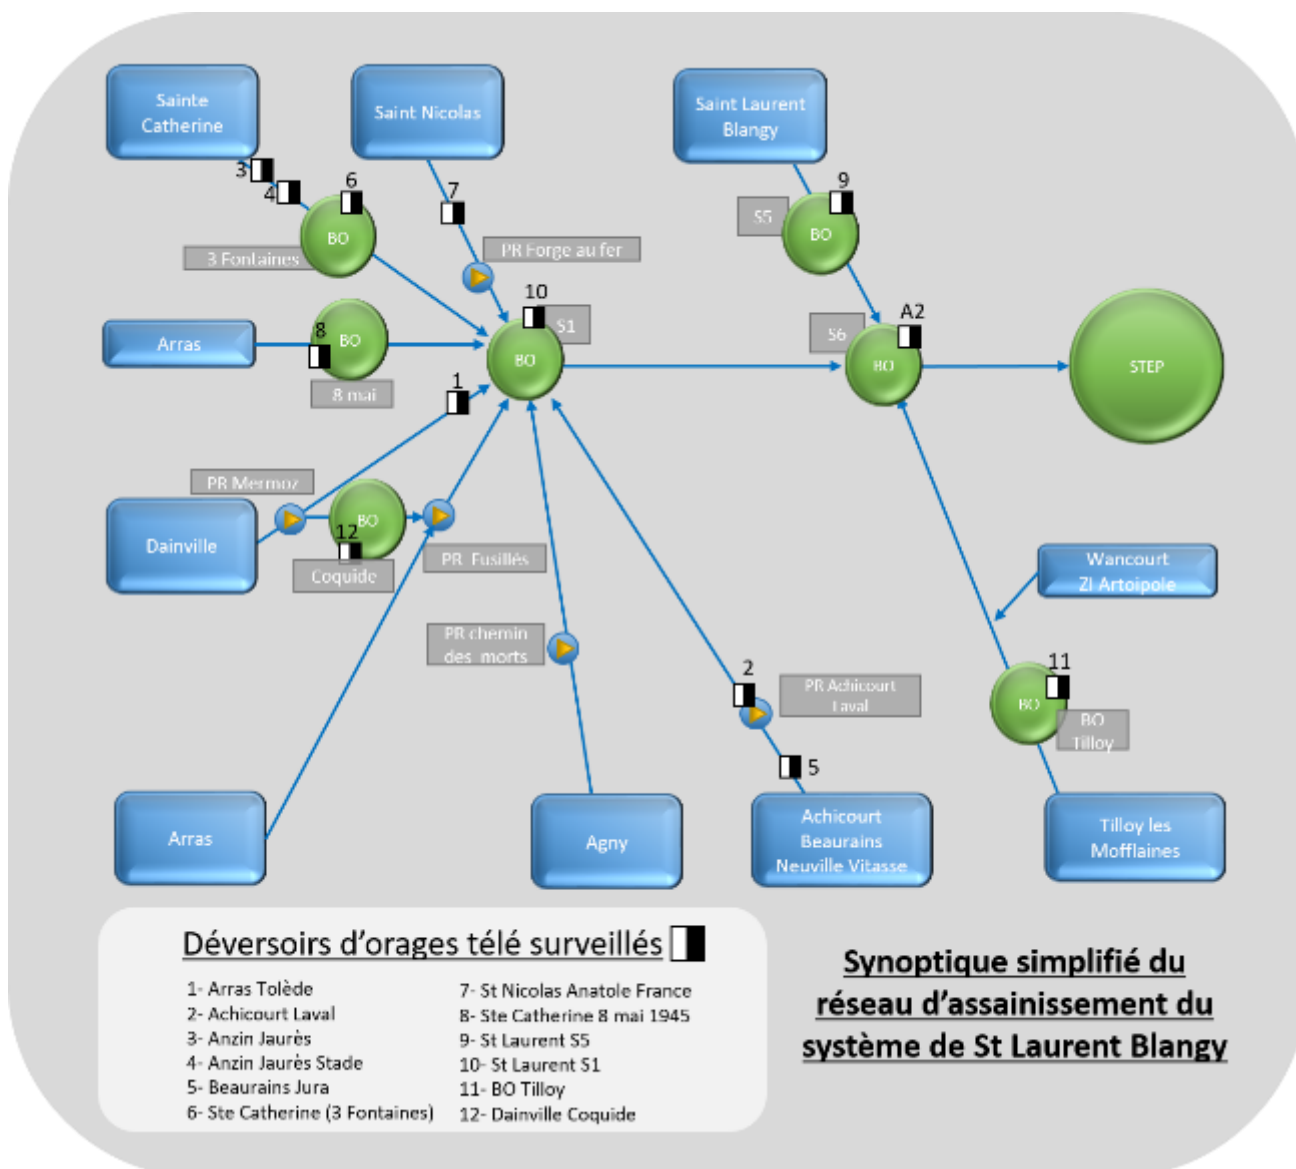 Sainte
Catherine
Saint Nicolas
Saint Laurent
Blangy
3
4
6
7
9
BO
S5
BO
3 Fontaines
PR Forge au fer
10
S1
A2
S6
Arras
8
BO
BO
BO
STEP
8 mai
1
PR Mermoz
Dainville
12
BO
Coquide
PR Fusillés
Wancourt
ZI Artoipole
PR chemin
des morts
2
PR Achicourt
Laval
11
BO
BO
Tilloy
5
Arras
Agny
Achicourt
Beaurains
Neuville Vitasse
Tilloy les
Mofflaines
Déversoirs d'orages télé surveillés
1- Arras Tolède
2- Achicourt Laval
3- Anzin Jaurès
4- Anzin Jaurès Stade
5- Beaurains Jura
6- Ste Catherine (3 Fontaines)
7- St Nicolas Anatole France
8- Ste Catherine 8 mai 1945
9- St Laurent S5
10- St Laurent S1
11- BO Tilloy
12- Dainville Coquide
Synoptique simplifié du
réseau d'assainissement du
système de St Laurent Blangy